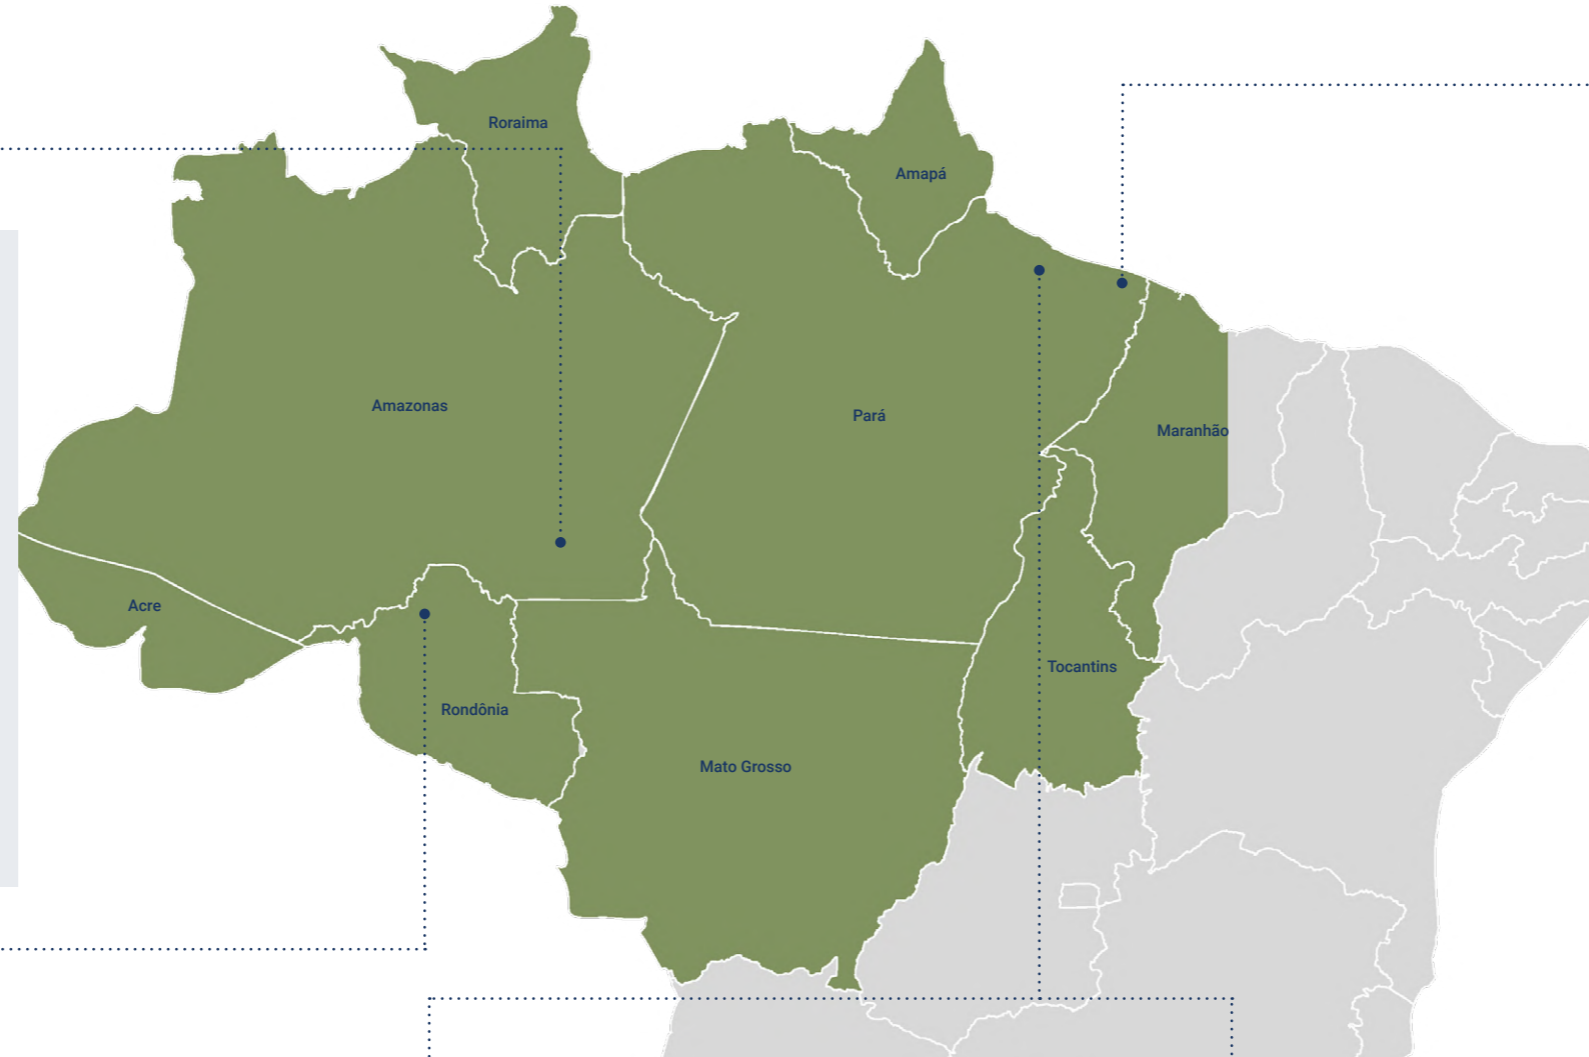 Roraima
Amapá
Amazonas
Pará
Maranhão
Acre
Tocantins
Rondônia
Mato Grosso